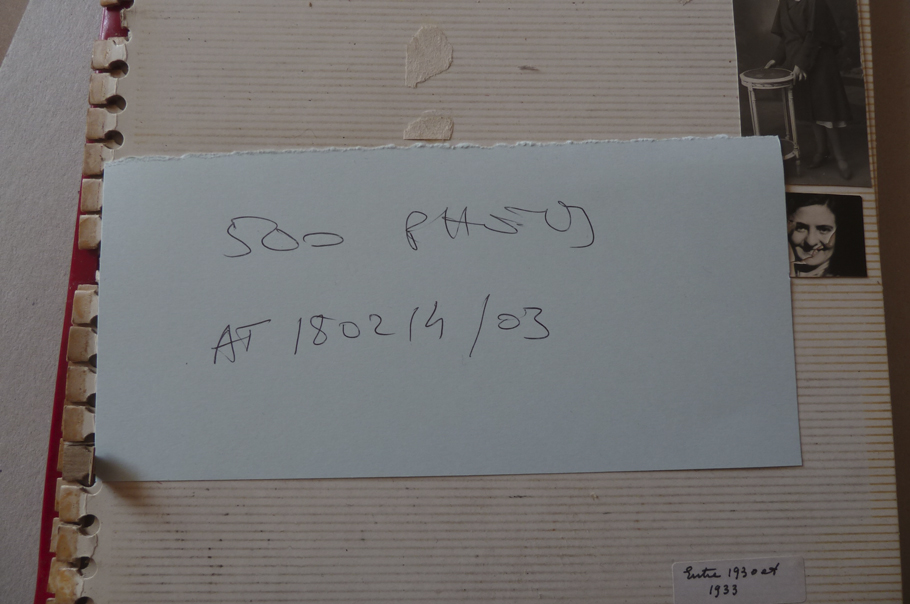 500 PHOTOS
AT 180214/03
Entre 1930 et
1933